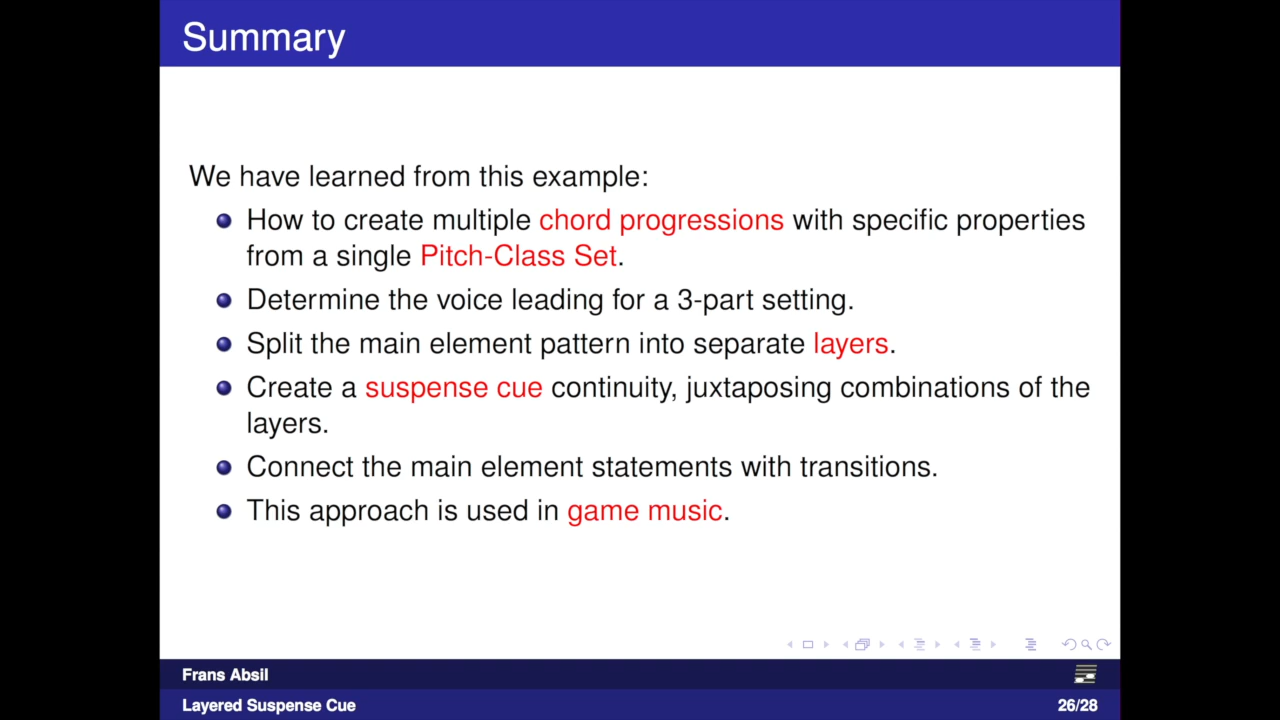 Summary
We have learned from this example:
How to create multiple chord progressions with specific properties
from a single Pitch-Class Set.
Determine the voice leading for a 3-part setting.
Split the main element pattern into separate layers.
Create a suspense cue continuity, juxtaposing combinations of the
layers.
Connect the main element statements with transitions.
This approach is used in game music.
Frans Absil
Layered Suspense Cue
26/28